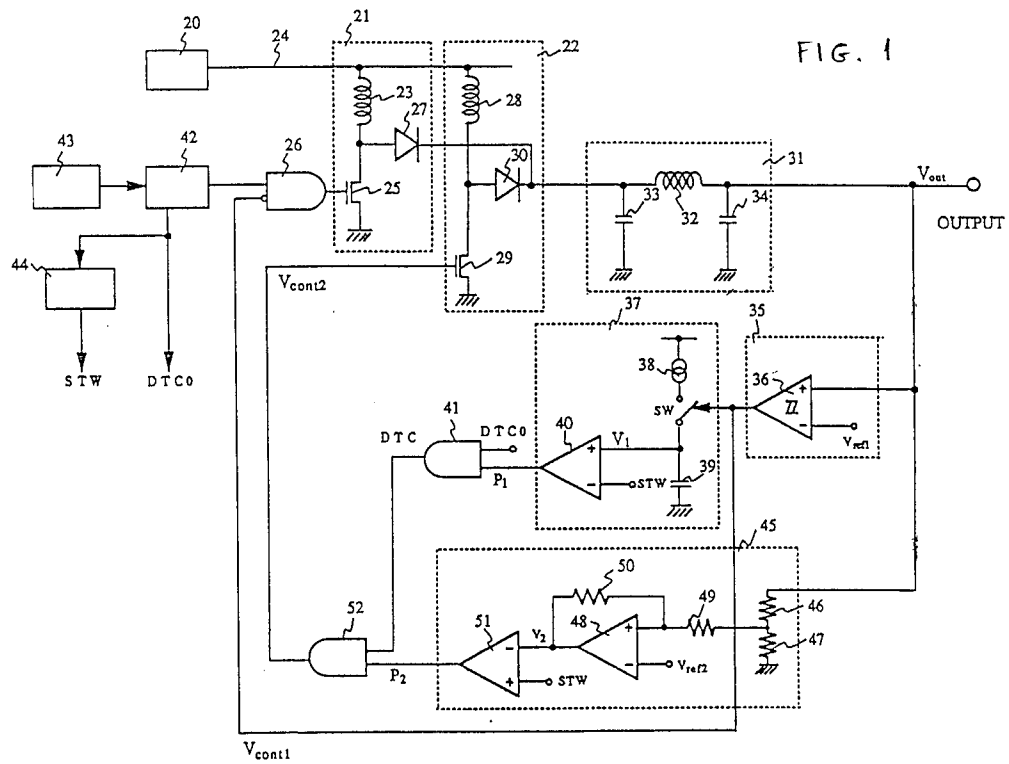 FIG. 1
20
24
21
22
23
27
28
43
42
26
25
30
31
33
32
34
Vout
OUTPUT
44
29
Vcont2
STW
DTC0
37
35
38
36
SW
+
−
Vref1
41
DTC
DTC0
40
V1
39
+
−
STW
P1
45
50
49
46
47
52
51
v2
48
+
−
Vref2
−
+
STW
P2
Vcont1